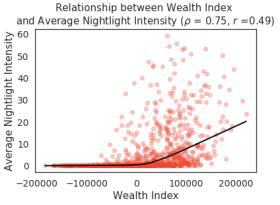 Relationship between Wealth Index
and Average Nightlight Intensity (ρ = 0.75, r =0.49)
Average Nightlight Intensity
60
50
40
30
20
10
0
−200000 −100000 0 100000 200000
Wealth Index